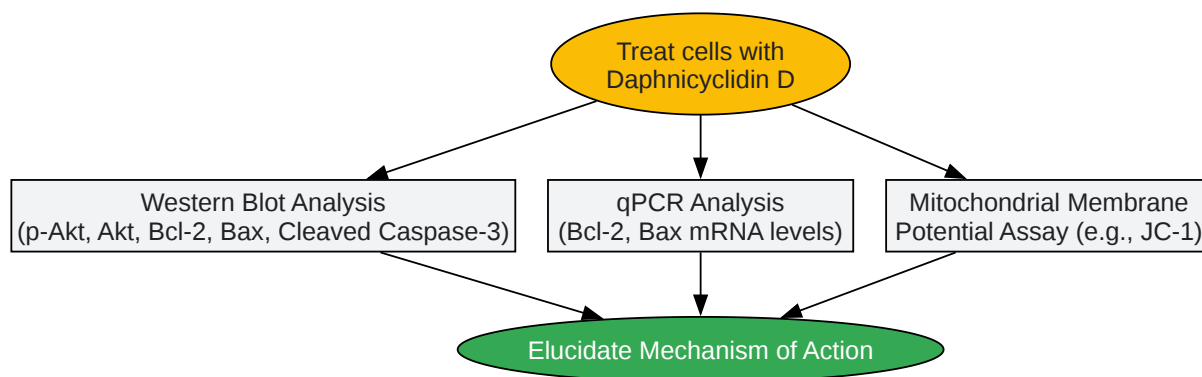 Treat cells with
Daphnicyclidin D
Western Blot Analysis
(p-Akt, Akt, Bcl-2, Bax, Cleaved Caspase-3)
qPCR Analysis
(Bcl-2, Bax mRNA levels)
Mitochondrial Membrane
Potential Assay (e.g., JC-1)
Elucidate Mechanism of Action